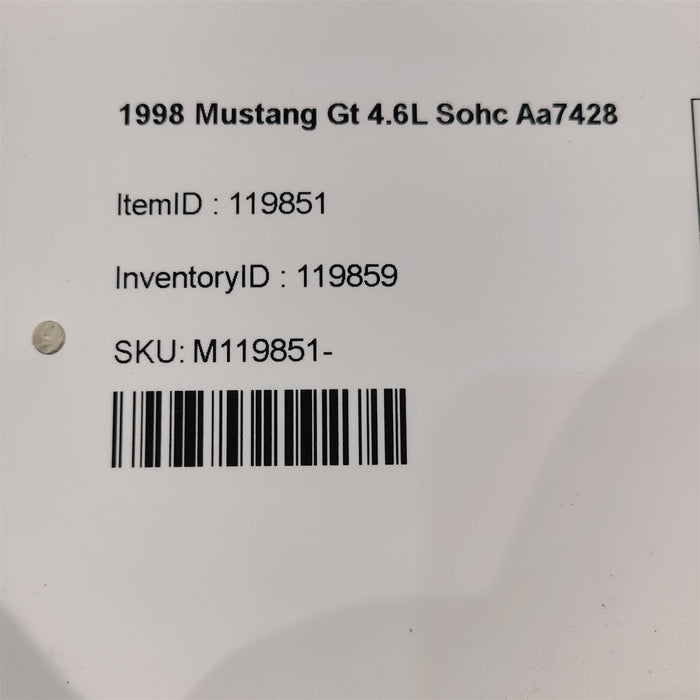 1998 Mustang Gt 4.6L Sohc Aa7428
ItemID : 119851
InventoryID : 119859
SKU: M119851-